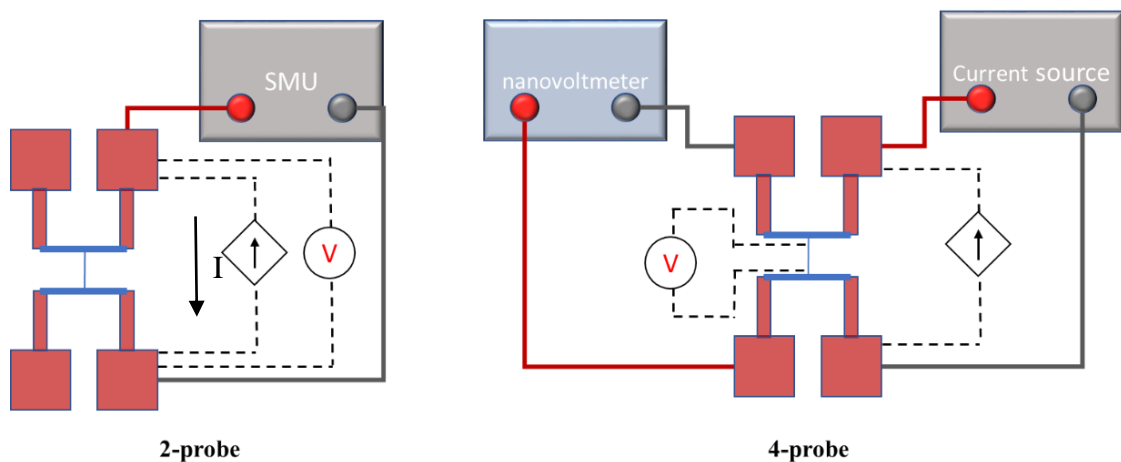 SMU
I
V
2-probe
nanovoltmeter
Current source
V
4-probe